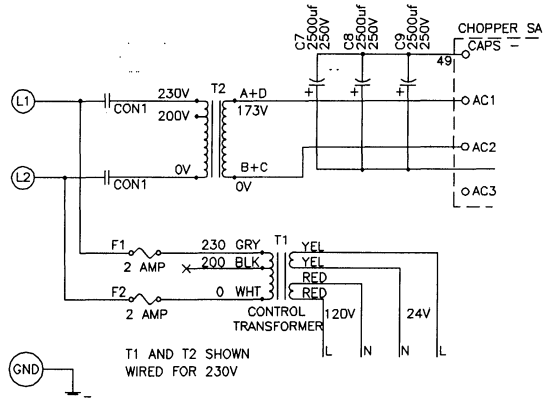 C7
2500uf
250V
C8
2500uf
250V
C9
2500uf
250V
CHOPPER SA
CAPS –
49
L1
CON1
230V
200V
T2
A+D
173V
+
+
+
AC1
L2
CON1
0V
B+C
0V
AC2
AC3
F1
2 AMP
230 GRY
200 BLK
T1
YEL
YEL
RED
RED
F2
2 AMP
0 WHT
CONTROL
TRANSFORMER
120V
24V
L
N
N
L
T1 AND T2 SHOWN
WIRED FOR 230V
GND